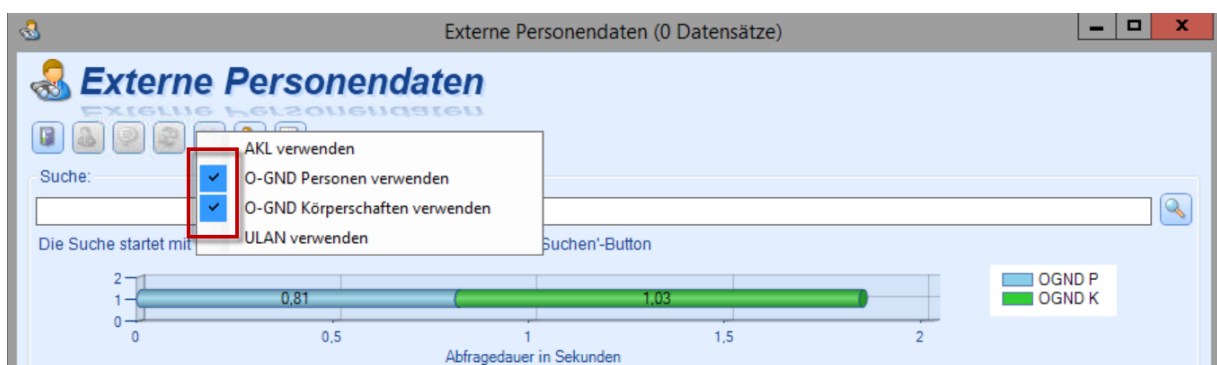 Externe Personendaten (0 Datensätze)
Externe Personendaten
AKL verwenden
Suche:
O-GND Personen verwenden
O-GND Körperschaften verwenden
ULAN verwenden
Die Suche startet mit
Suchen'-Button
2
1
0
0,81
1,03
OGND P
OGND K
0
0,5
1
1,5
2
Abfragedauer in Sekunden